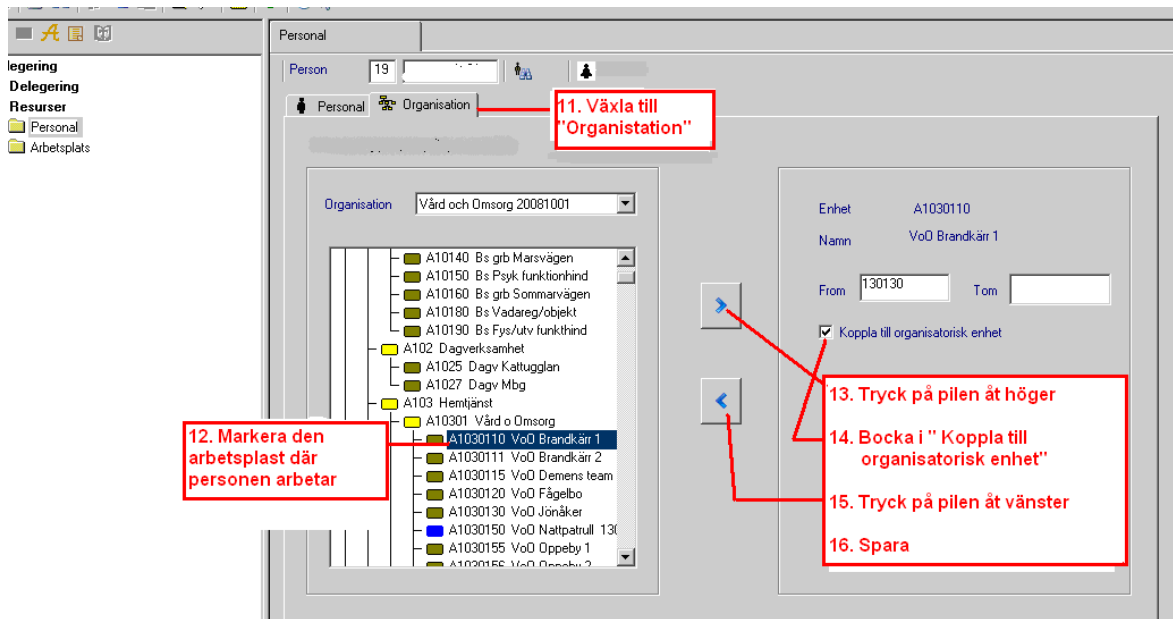 Personal
legering
Delegering
Resurser
Personal
Arbetsplats
Person 19
Personal Organisation
11. Växla till
"Organistation"
Organisation Vård och Omsorg 20081001
A10140 Bs grb Marsvägen
A10150 Bs Psyk funktionhind
A10160 Bs grb Sommarvägen
A10180 Bs Vadareg/objekt
A10190 Bs Fys/utv funkthind
A102 Dagverksamhet
A1025 Dagv Kattugglan
A1027 Dagv Mbg
A103 Hemtjänst
A10301 Vård o Omsorg
A1030110 VoO Brandkärr 1
A1030111 VoO Brandkärr 2
A1030115 VoO Demens team
A1030120 VoO Fågelbo
A1030130 VoO Jönåker
A1030150 VoO Nattpatrull 130
A1030155 VoO Oppeby 1
A1030156 VoO Oppeby 2
12. Markera den
arbetsplast där
personen arbetar
Enhet A1030110
Namn VoO Brandkärr 1
From 130130 Tom
Koppla till organisatorisk enhet
13. Tryck på pilen åt höger
14. Bocka i " Koppla till
organisatorisk enhet"
15. Tryck på pilen åt vänster
16. Spara